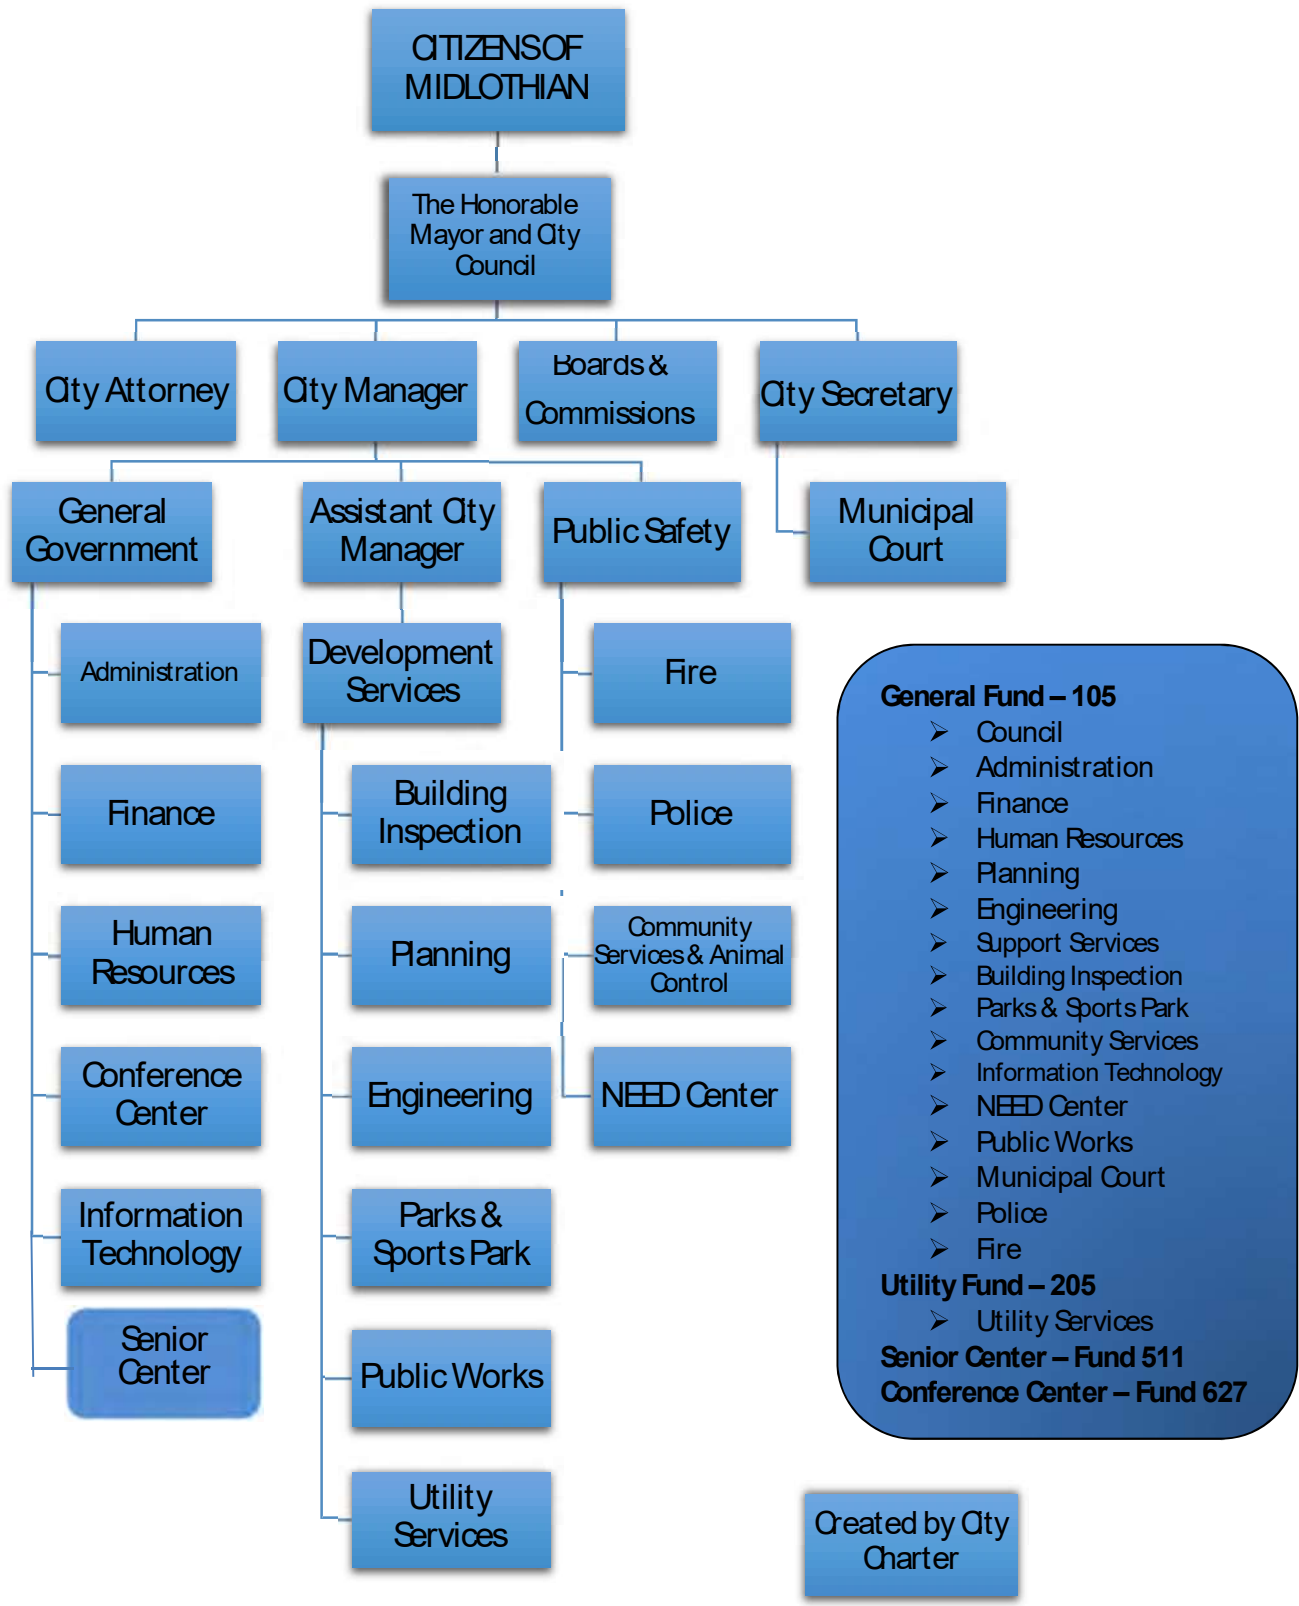 CITIZENS OF
MIDLOTHIAN
The Honorable
Mayor and City
Council
City Attorney
City Manager
Boards &
Commissions
City Secretary
General
Government
Assistant City
Manager
Public Safety
Municipal
Court
Administration
Development
Services
Fire
Finance
Building
Inspection
Police
Human
Resources
Planning
Community
Services & Animal
Control
Conference
Center
Engineering
NEED Center
Information
Technology
Parks &
Sports Park
Senior
Center
Public Works
Utility
Services
General Fund – 105
➢ Council
➢ Administration
➢ Finance
➢ Human Resources
➢ Planning
➢ Engineering
➢ Support Services
➢ Building Inspection
➢ Parks & Sports Park
➢ Community Services
➢ Information Technology
➢ NEED Center
➢ Public Works
➢ Municipal Court
➢ Police
➢ Fire
Utility Fund – 205
➢ Utility Services
Senior Center – Fund 511
Conference Center – Fund 627
Created by City
Charter